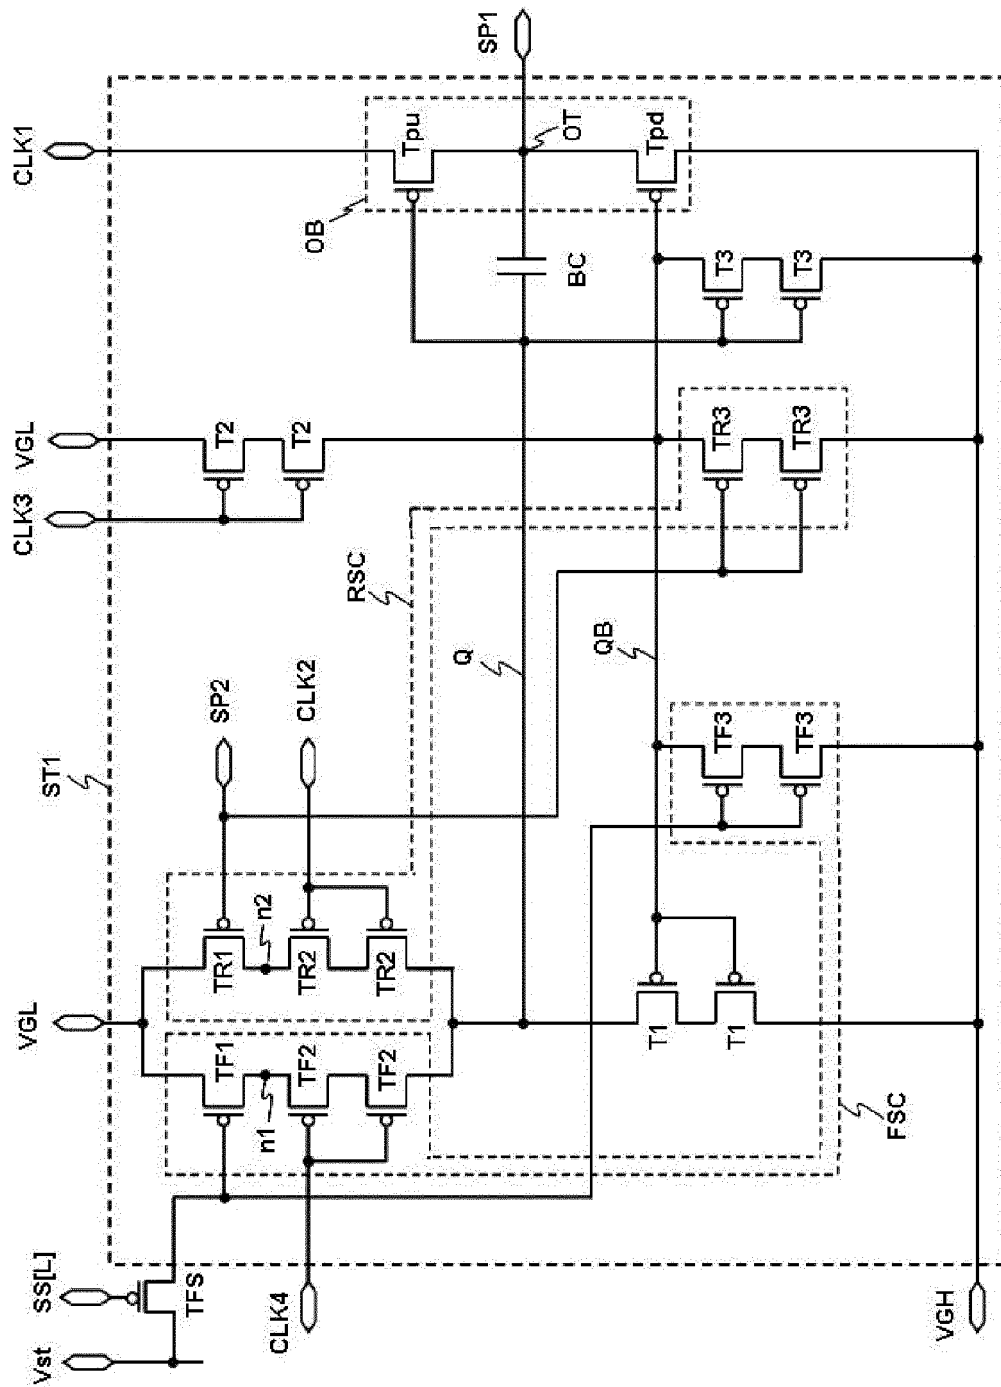 Vst
SS[L]
TFS
VGL
ST1
SP2
CLK2
CLK3
VGL
CLK1
CLK4
TF1
n1
TF2
TF2
TR1
n2
TR2
TR2
T2
T2
RSC
OB
Tpu
SP1
OT
Tpd
BC
Q
QB
T3
T3
TR3
TR3
TF3
TF3
T1
T1
FSC
VGH